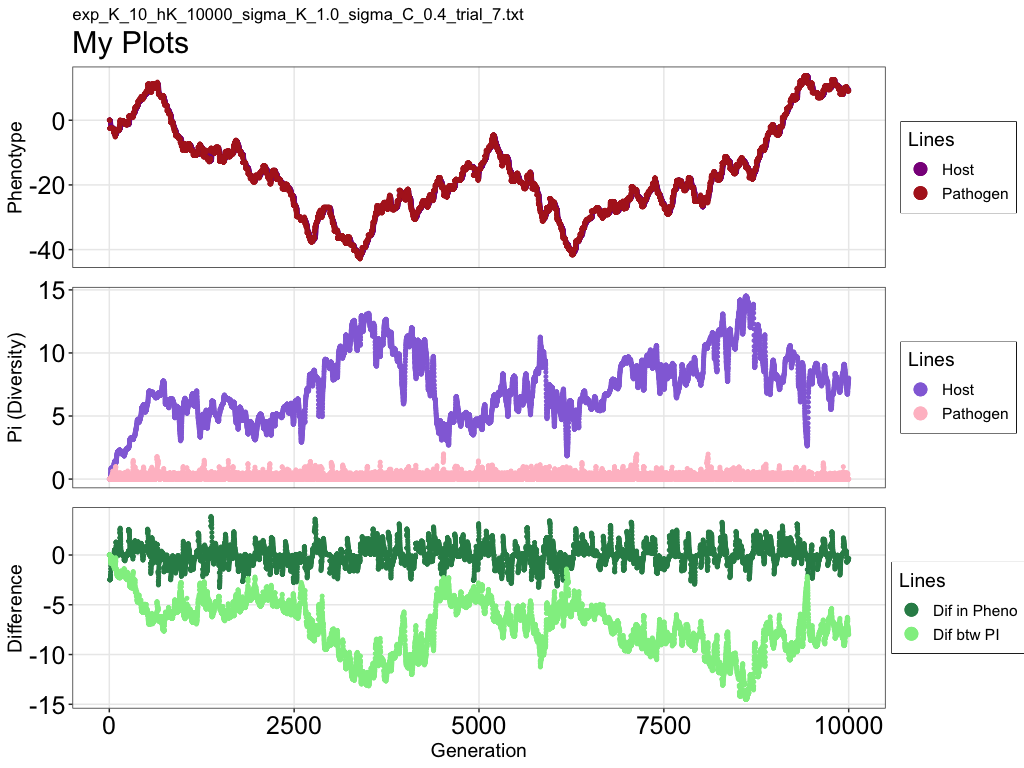 exp_K_10_hK_10000_sigma_K_1.0_sigma_C_0.4_trial_7.txt
My Plots
Phenotype
0
-20
-40
Lines
Host
Pathogen
Pi (Diversity)
15
10
5
0
Lines
Host
Pathogen
Difference
0
-5
-10
-15
Lines
Dif in Pheno
Dif btw PI
0 2500 5000 7500 10000
Generation